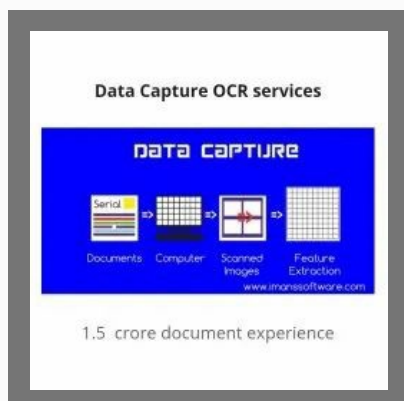 Data Capture OCR services
DATA CAPTURE
Serial
Documents Computer Scanned Images Feature Extraction
www.imanssoftware.com
1.5 crore document experience